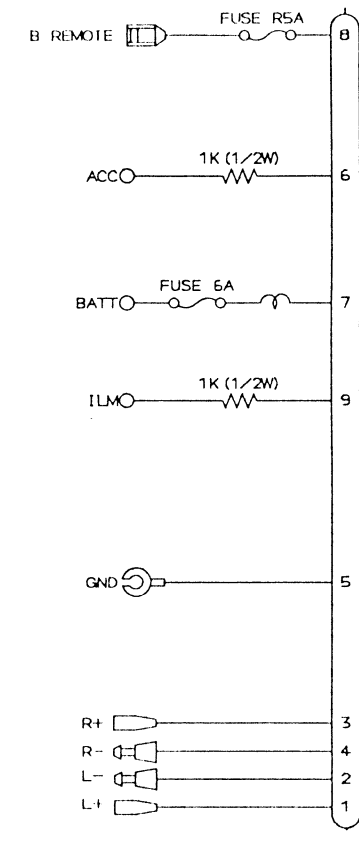 FUSE R5A
B REMOTE 8
1K (1/2W)
ACC 6
FUSE 6A
BATT 7
1K (1/2W)
ILM 9
GND 5
R+ 3
R- 4
L- 2
L+ 1